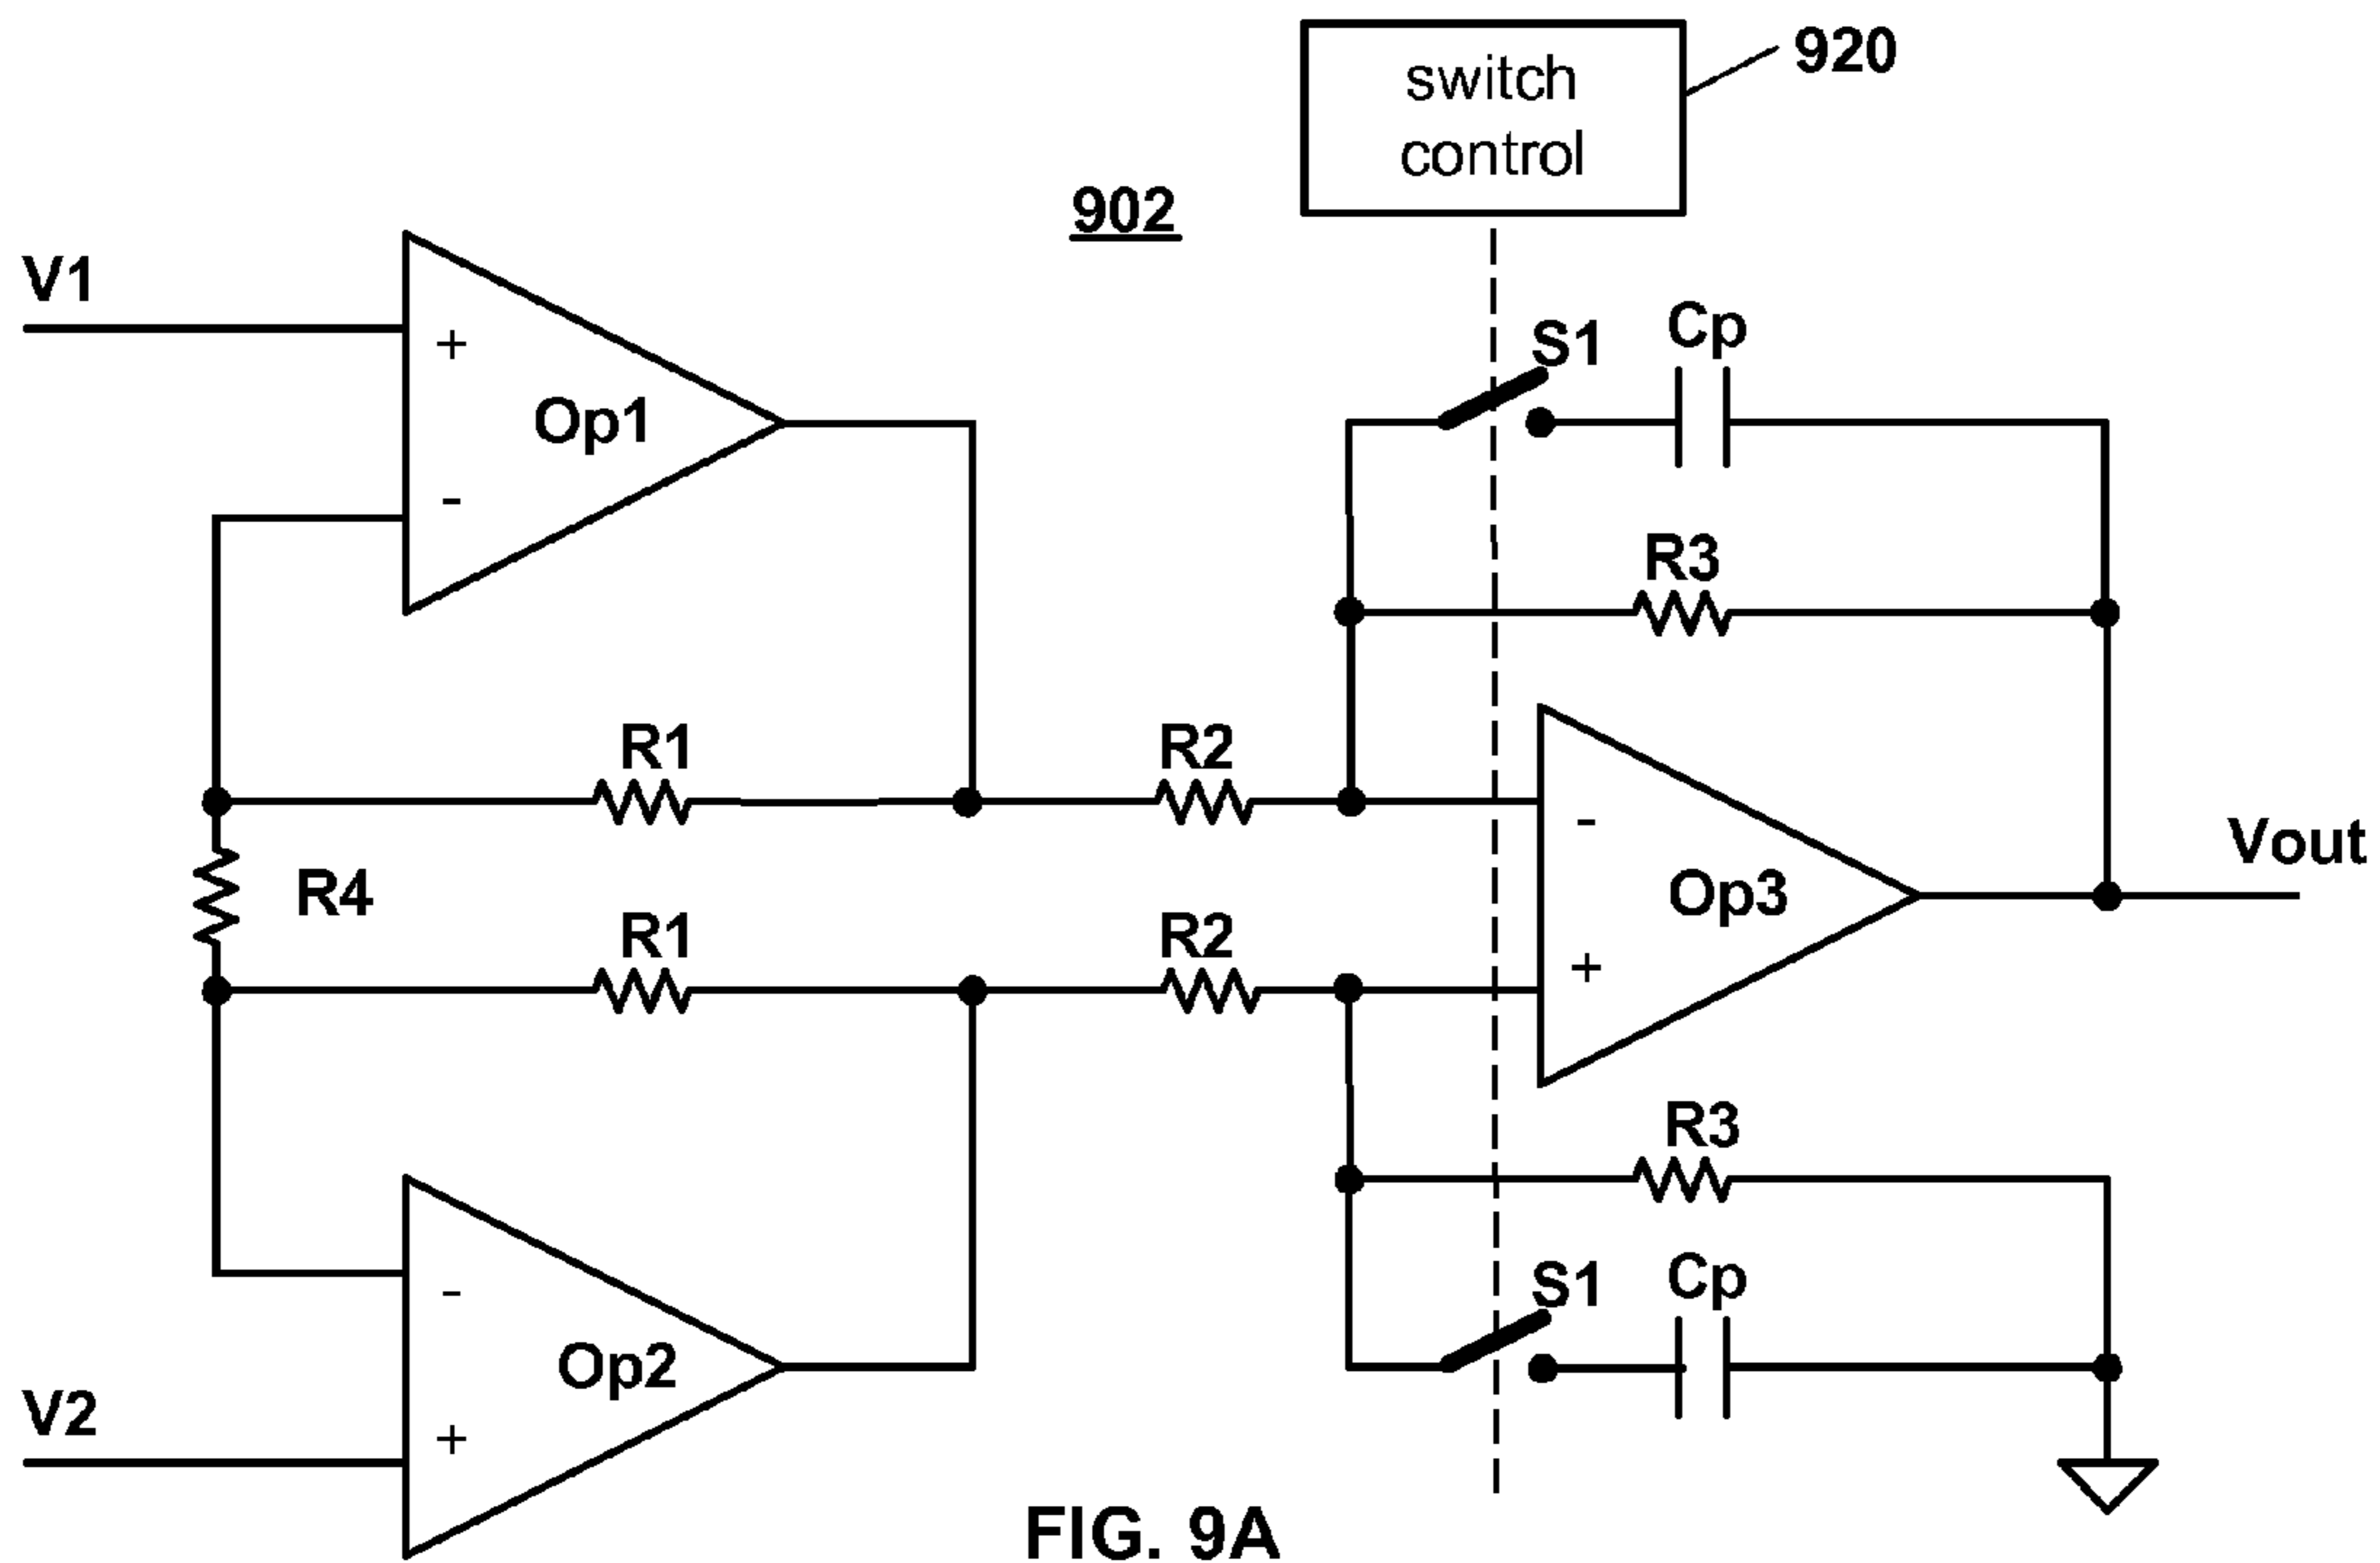 switch
control
920
902
V1
+
Op1
-
S1
Cp
R3
R1
R2
-
Op3
+
Vout
R4
R1
R2
R3
-
Op2
+
V2
S1
Cp
FIG. 9A